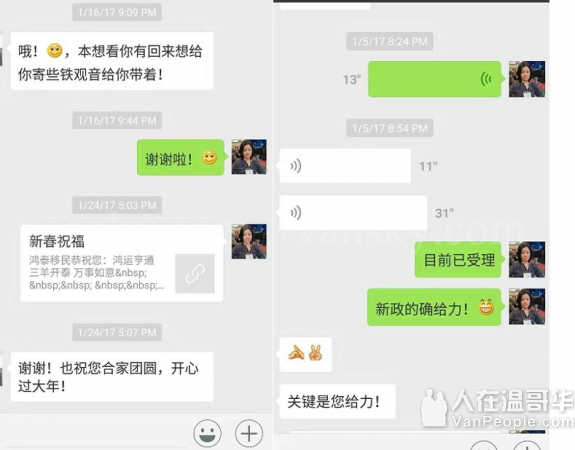 1/16/17 9:09 PM
哦！，本想看你有回来想给
你寄些铁观音给你带着！
1/16/17 9:44 PM
谢谢啦！
1/24/17 5:03 PM
新春祝福
鸿泰移民恭祝您：鸿运亨通
三羊开泰 万事如意&nbsp;
&nbsp;&nbsp; &nbsp;&nbsp;...
1/24/17 5:07 PM
谢谢！也祝您合家团圆，开心
过大年！
1/5/17 8:24 PM
13"
1/5/17 8:54 PM
11"
31"
vansky.com
目前已受理
新政的确给力！
关键是您给力！
人在温哥华
VanPeople.com